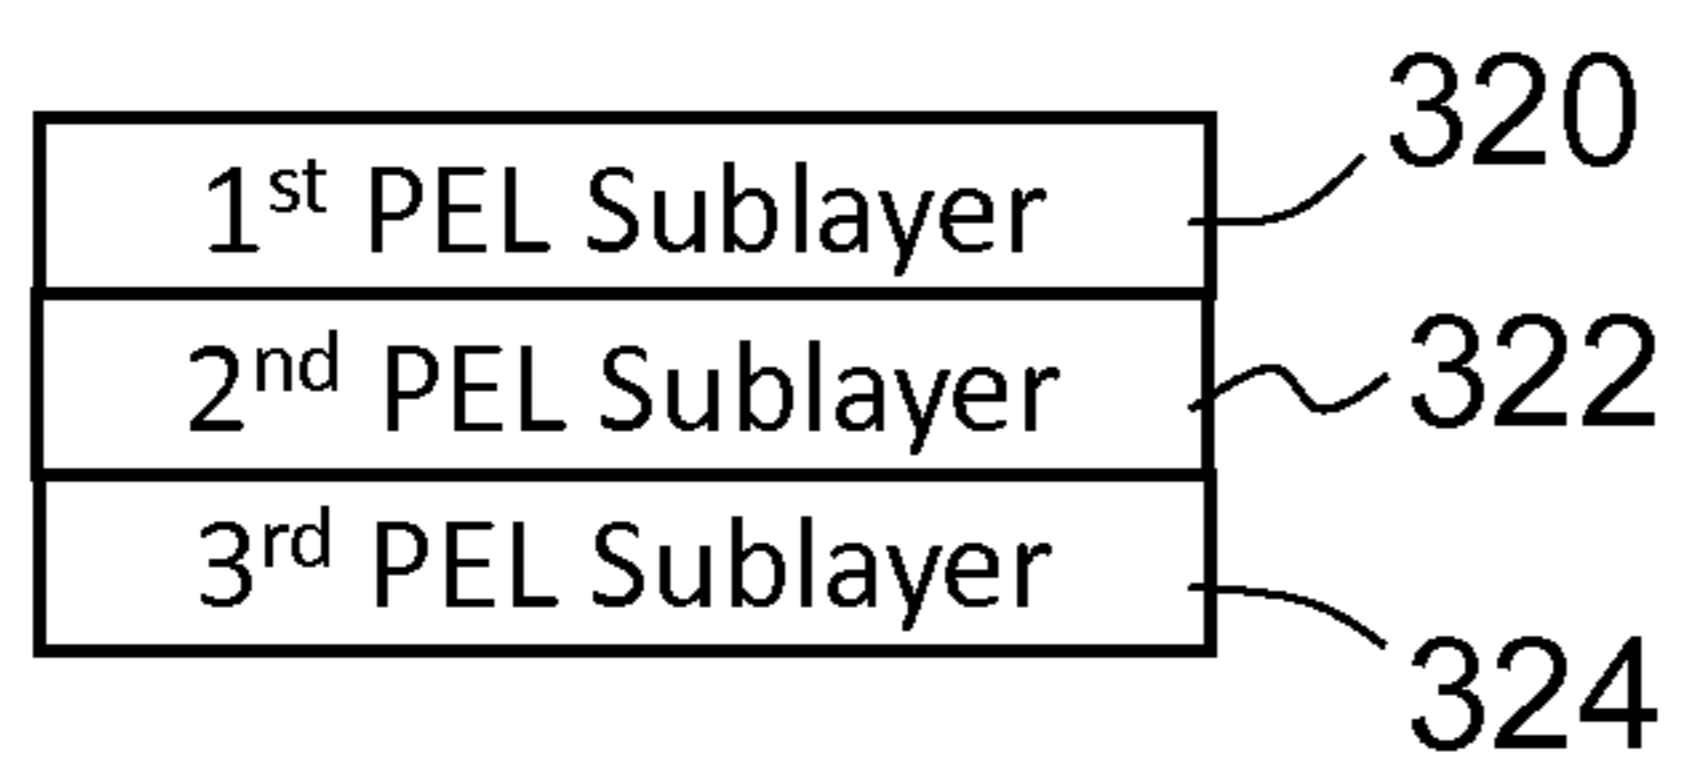 1st PEL Sublayer
320
2nd PEL Sublayer
322
3rd PEL Sublayer
324